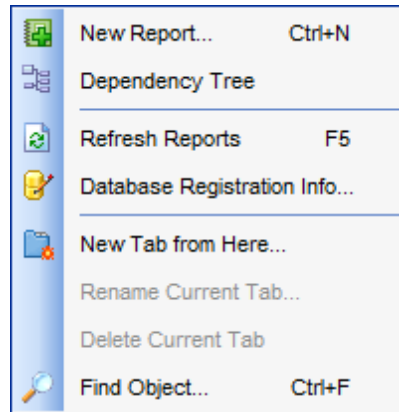 New Report... Ctrl+N
Dependency Tree
Refresh Reports F5
Database Registration Info...
New Tab from Here...
Rename Current Tab...
Delete Current Tab
Find Object... Ctrl+F